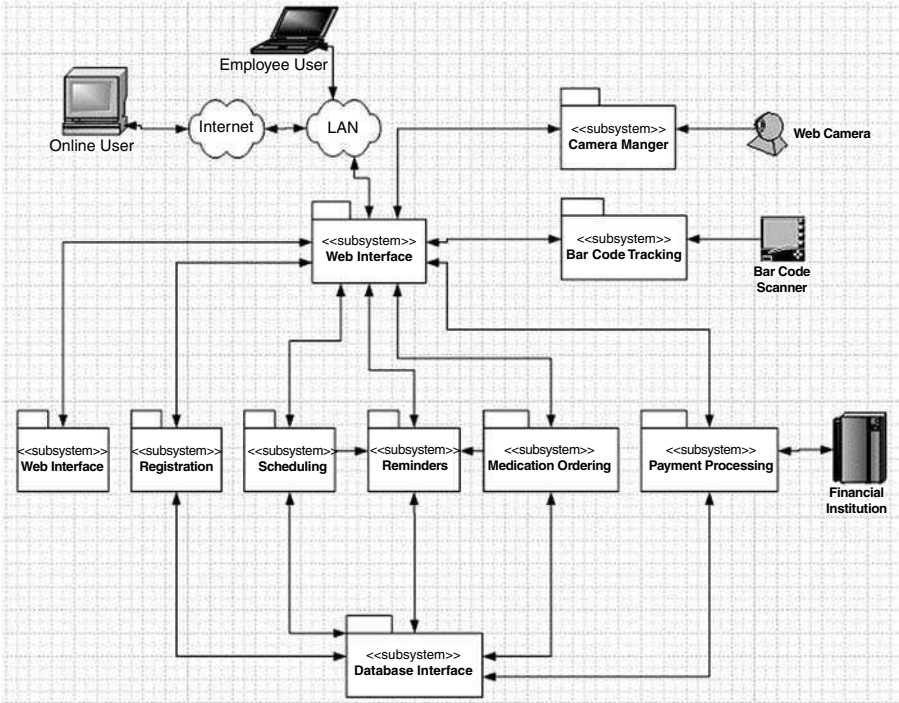 Employee User
Online User
Internet
LAN
<<subsystem>>
Camera Manger
Web Camera
<<subsystem>>
Web Interface
<<subsystem>>
Bar Code Tracking
Bar Code
Scanner
<<subsystem>>
Web Interface
<<subsystem>>
Registration
<<subsystem>>
Scheduling
<<subsystem>>
Reminders
<<subsystem>>
Medication Ordering
<<subsystem>>
Payment Processing
Financial
Institution
<<subsystem>>
Database Interface